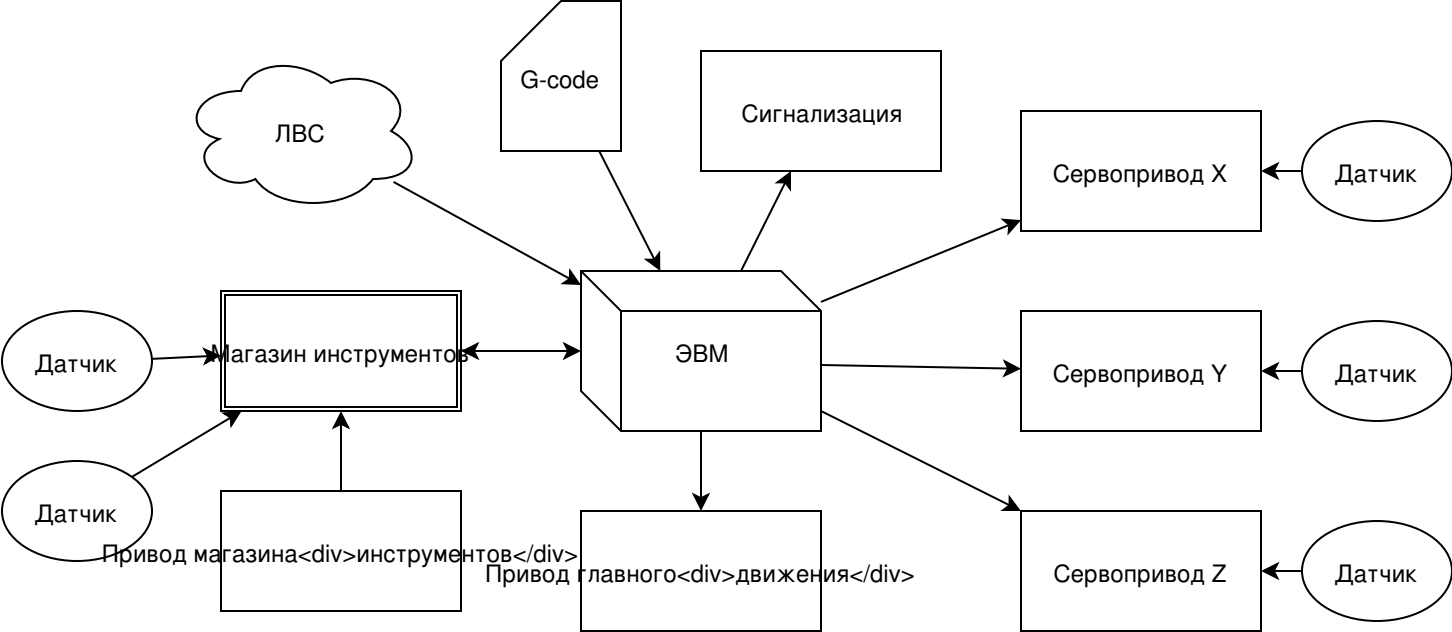 G-code
Сигнализация
ЛВС
Сервопривод X
Датчик
Датчик
Магазин инструментов
ЭВМ
Сервопривод Y
Датчик
Датчик
Привод магазина<div>инструментов</div>
Привод главного<div>движения</div>
Сервопривод Z
Датчик